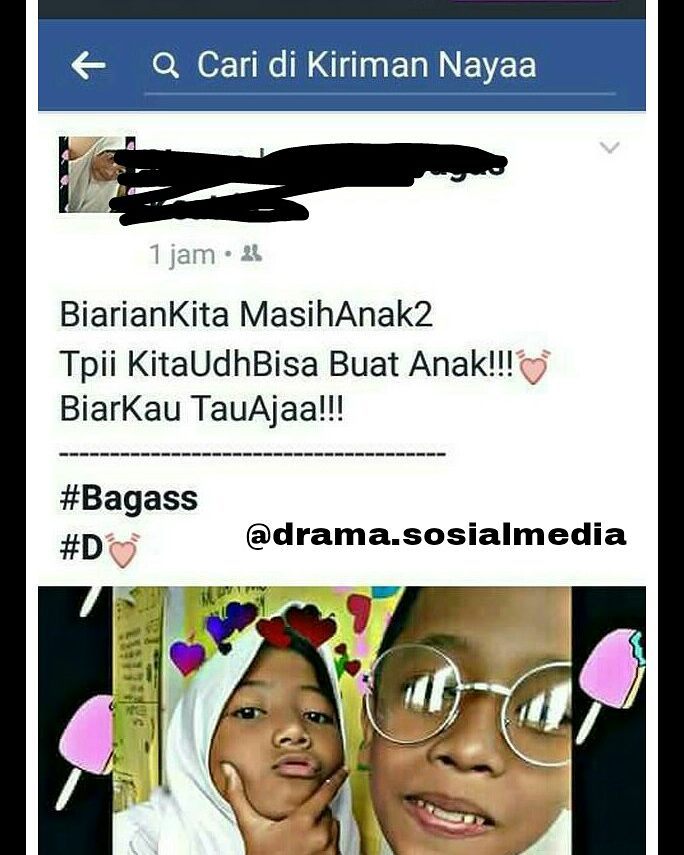 Cari di Kiriman Nayaa
1 jam
BiarianKita MasihAnak2
Tpii KitaUdhBisa Buat Anak!!!
BiarKau TauAjaa!!!
---------------------------------------
#Bagass
#D
@drama.sosialmedia